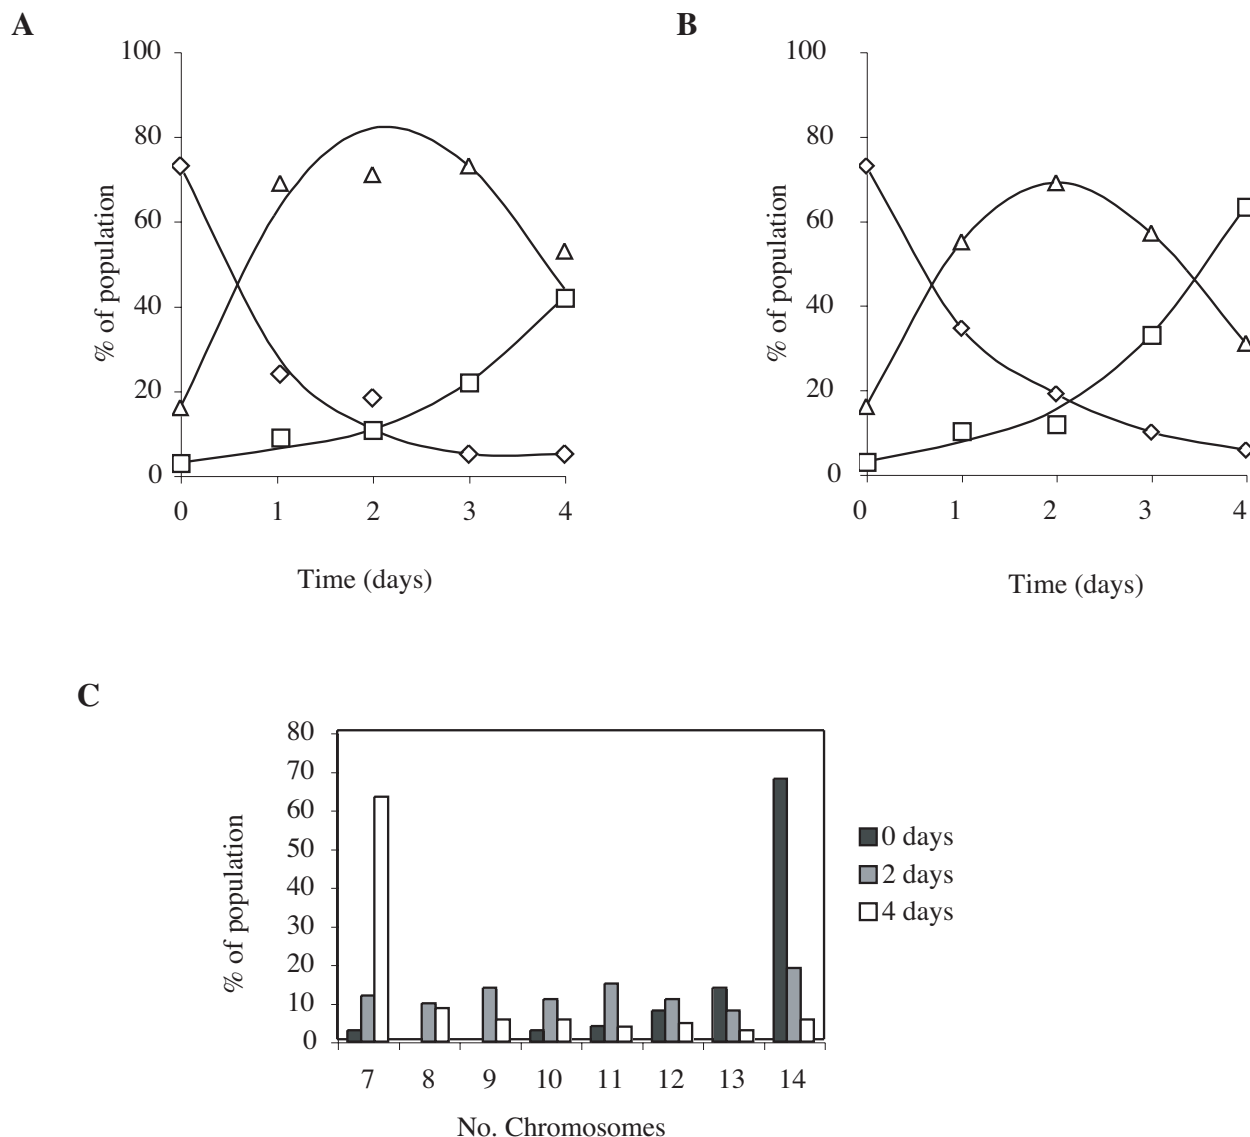 A
100
80
60
40
20
0
% of population
0 1 2 3 4
Time (days)
B
100
80
60
40
20
0
% of population
0 1 2 3 4
Time (days)
C
80
70
60
50
40
30
20
10
0
% of population
7 8 9 10 11 12 13 14
No. Chromosomes
0 days
2 days
4 days